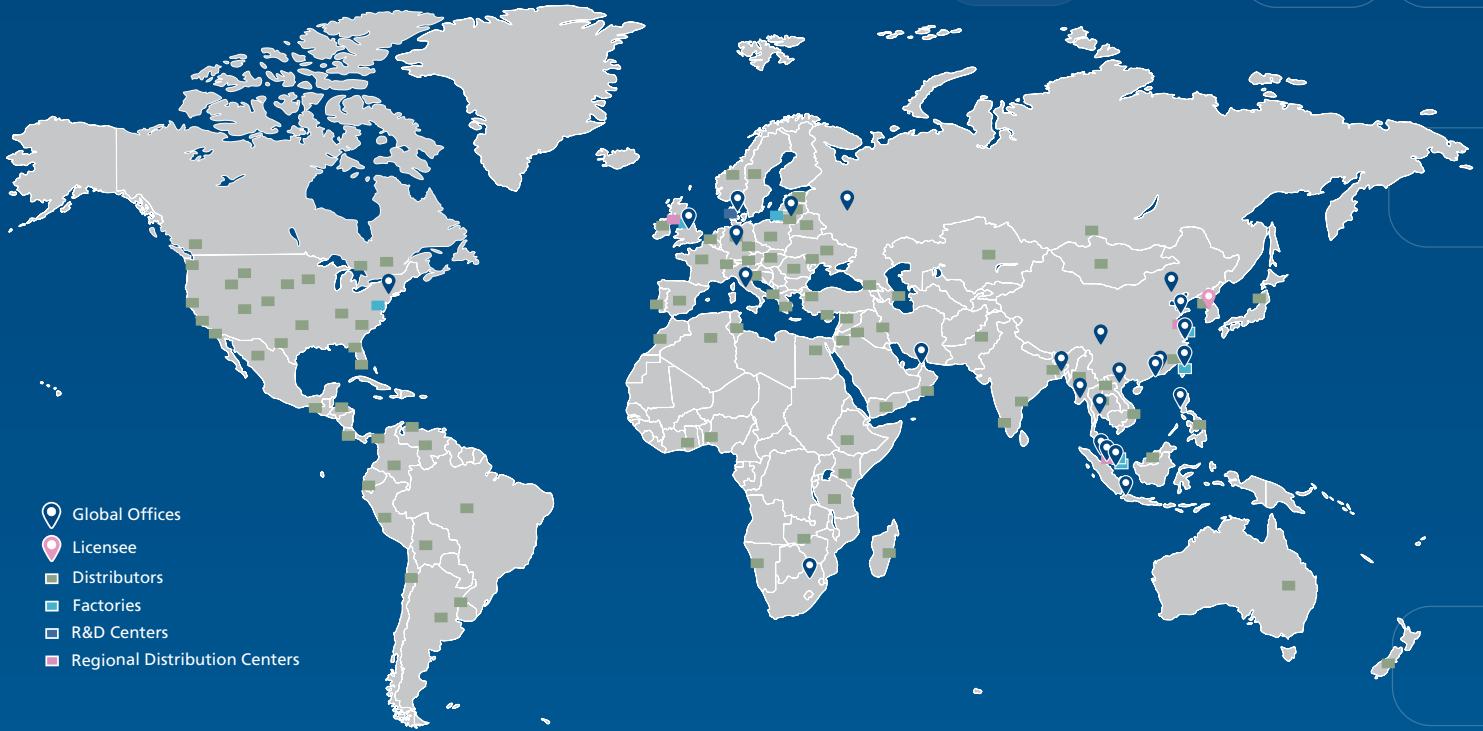 Global Offices
Licensee
Distributors
Factories
R&D Centers
Regional Distribution Centers